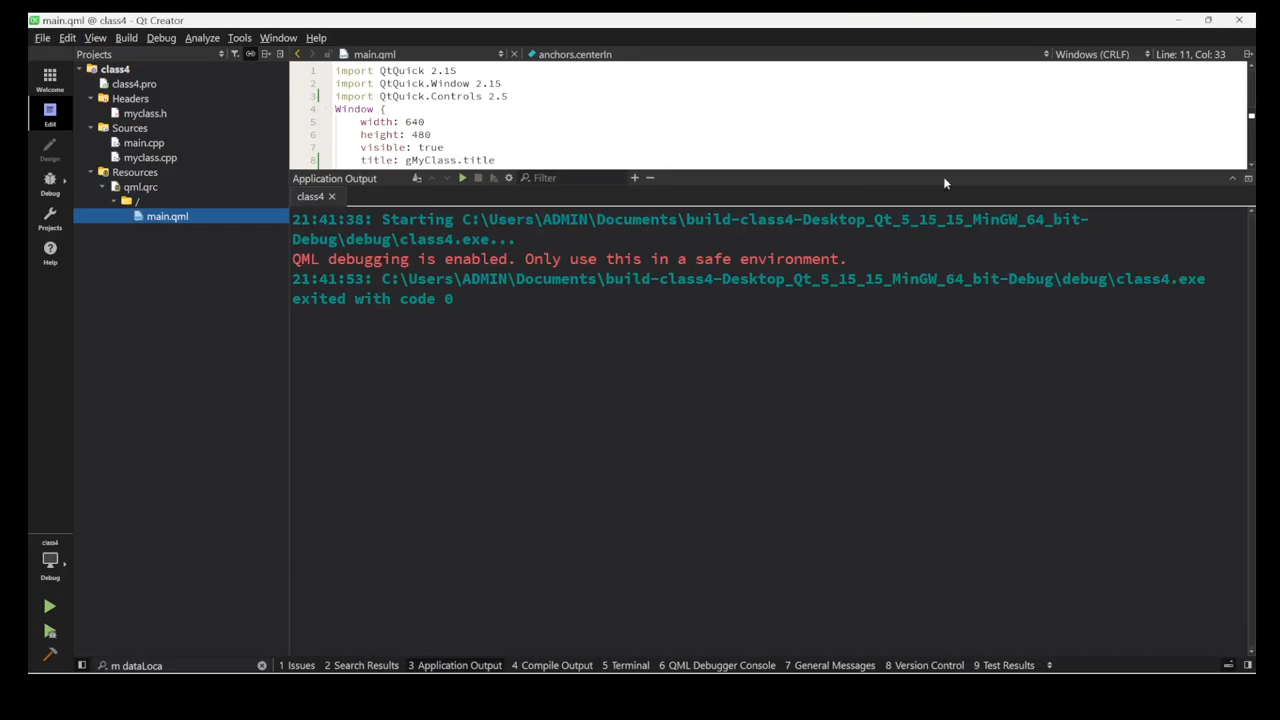 main.qml @ class4 - Qt Creator
File Edit View Build Debug Analyze Tools Window Help
Projects
main.qml
anchors.centerIn
Windows (CRLF)
Line: 11, Col: 33
Welcome
Edit
Design
Debug
Projects
Help
class4
class4.pro
Headers
myclass.h
Sources
main.cpp
myclass.cpp
Resources
qml.qrc
/
main.qml
1 import QtQuick 2.15
2 import QtQuick.Window 2.15
3 import QtQuick.Controls 2.5
4 Window {
5 width: 640
6 height: 480
7 visible: true
8 title: gMyClass.title
Application Output
Filter
class4
21:41:38: Starting C:\Users\ADMIN\Documents\build-class4-Desktop_Qt_5_15_15_MinGW_64_bit-
Debug\debug\class4.exe...
QML debugging is enabled. Only use this in a safe environment.
21:41:53: C:\Users\ADMIN\Documents\build-class4-Desktop_Qt_5_15_15_MinGW_64_bit-Debug\debug\class4.exe
exited with code 0
class4
Debug
m dataLoca
1 Issues 2 Search Results 3 Application Output 4 Compile Output 5 Terminal 6 QML Debugger Console 7 General Messages 8 Version Control 9 Test Results